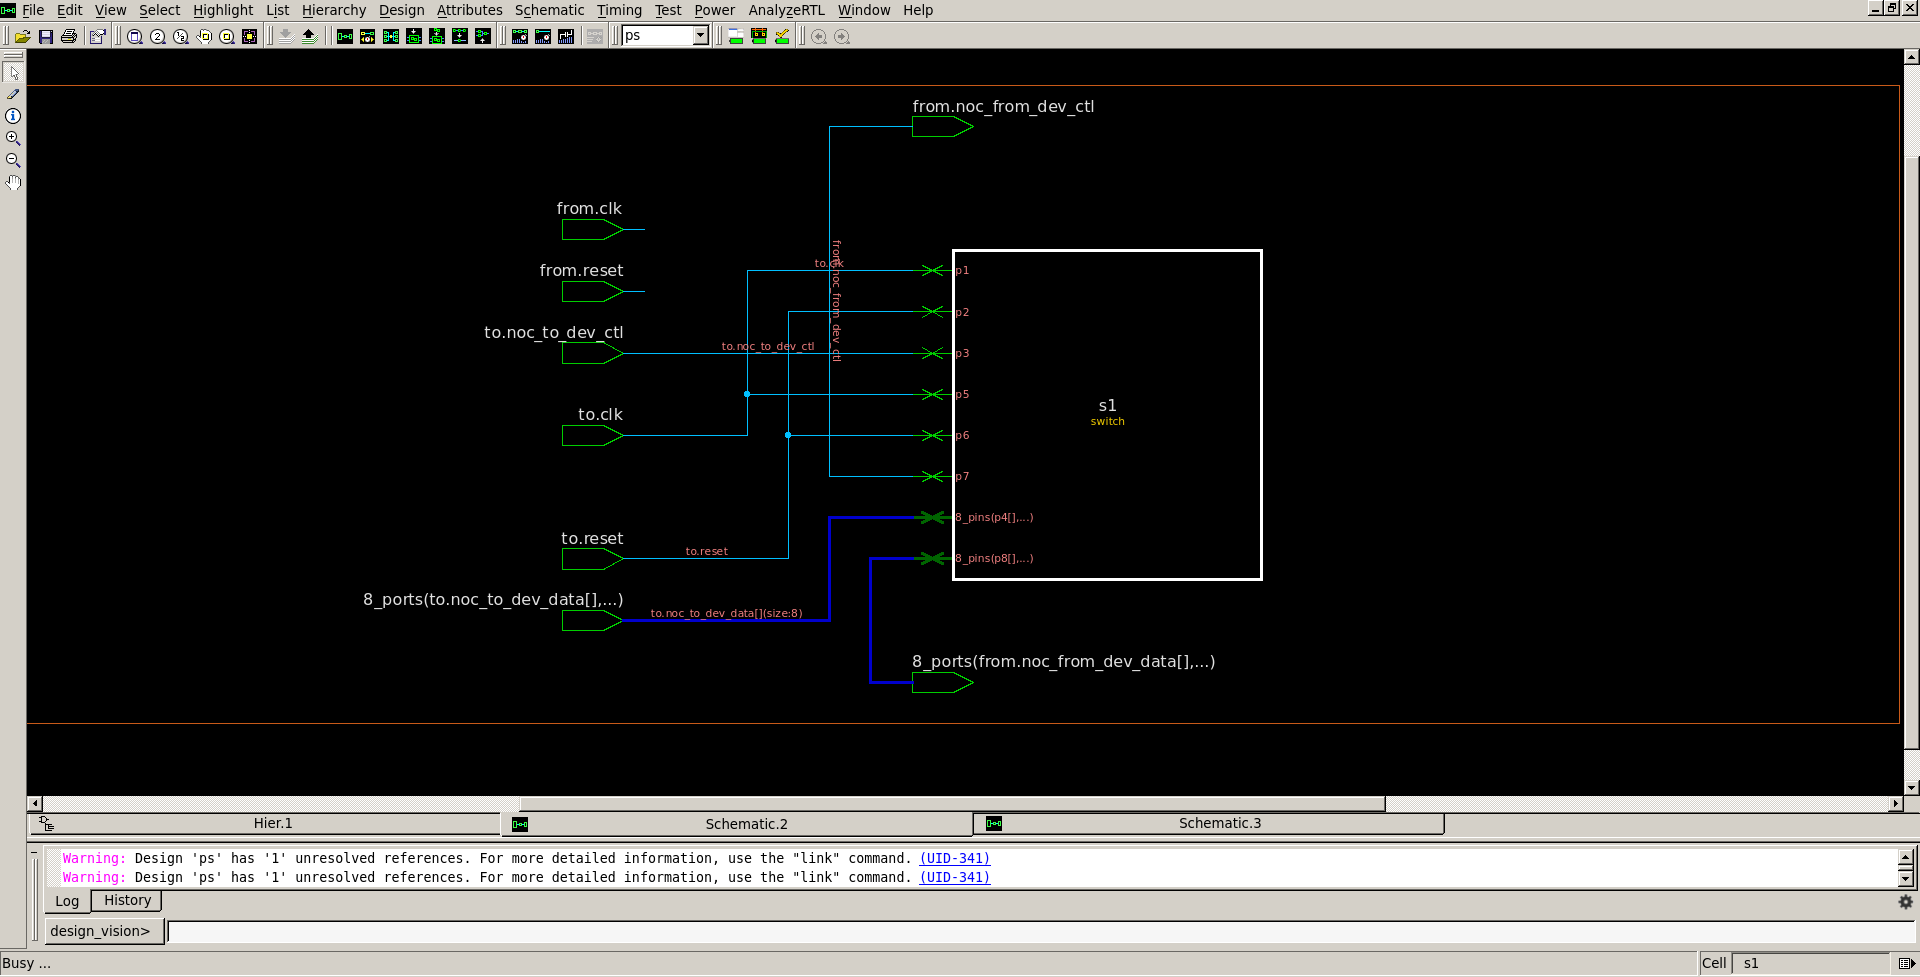 File Edit View Select Highlight List Hierarchy Design Attributes Schematic Timing Test Power AnalyzeRTL Window Help
ps
from.noc_from_dev_ctl
from.clk
from.reset
to.noc_to_dev_ctl
to.clk
to.reset
8_ports(to.noc_to_dev_data[],...)
to.clk
from.noc_from_dev_ctl
to.noc_to_dev_ctl
to.reset
to.noc_to_dev_data[](size:8)
p1
p2
p3
p5
p6
p7
8_pins(p4[],...)
8_pins(p8[],...)
s1
switch
8_ports(from.noc_from_dev_data[],...)
Hier.1 Schematic.2 Schematic.3
Warning: Design 'ps' has '1' unresolved references. For more detailed information, use the "link" command. (UID-341)
Warning: Design 'ps' has '1' unresolved references. For more detailed information, use the "link" command. (UID-341)
Log History
design_vision>
Busy ... Cell s1